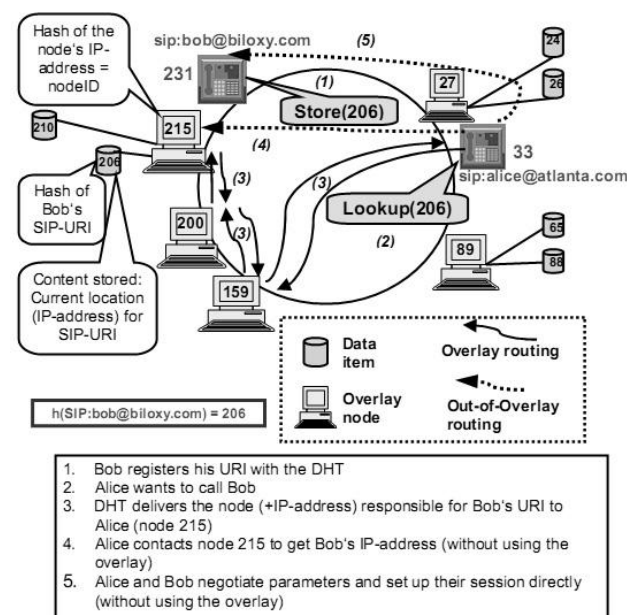 Hash of the
node's IP-
address =
nodeID
sip:bob@biloxy.com
(5)
24
231
(1)
27
26
Store(206)
210
215
(4)
33
206
sip:alice@atlanta.com
(3)
(3)
Hash of
Bob's
SIP-URI
Lookup(206)
200
(3)
(2)
65
89
88
Content stored:
Current location
(IP-address) for
SIP-URI
159
Data
item
Overlay routing
Overlay
node
Out-of-Overlay
routing
h(SIP:bob@biloxy.com) = 206
1. Bob registers his URI with the DHT
2. Alice wants to call Bob
3. DHT delivers the node (+IP-address) responsible for Bob's URI to
Alice (node 215)
4. Alice contacts node 215 to get Bob's IP-address (without using the
overlay)
5. Alice and Bob negotiate parameters and set up their session directly
(without using the overlay)